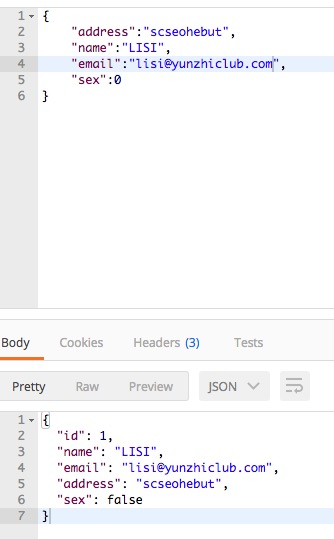 1 {
2 "address":"scseohebut",
3 "name":"LISI",
4 "email":"lisi@yunzhiclub.com",
5 "sex":0
6 }
Body Cookies Headers (3) Tests
Pretty Raw Preview JSON
1 {
2 "id": 1,
3 "name": "LISI",
4 "email": "lisi@yunzhiclub.com",
5 "address": "scseohebut",
6 "sex": false
7 }